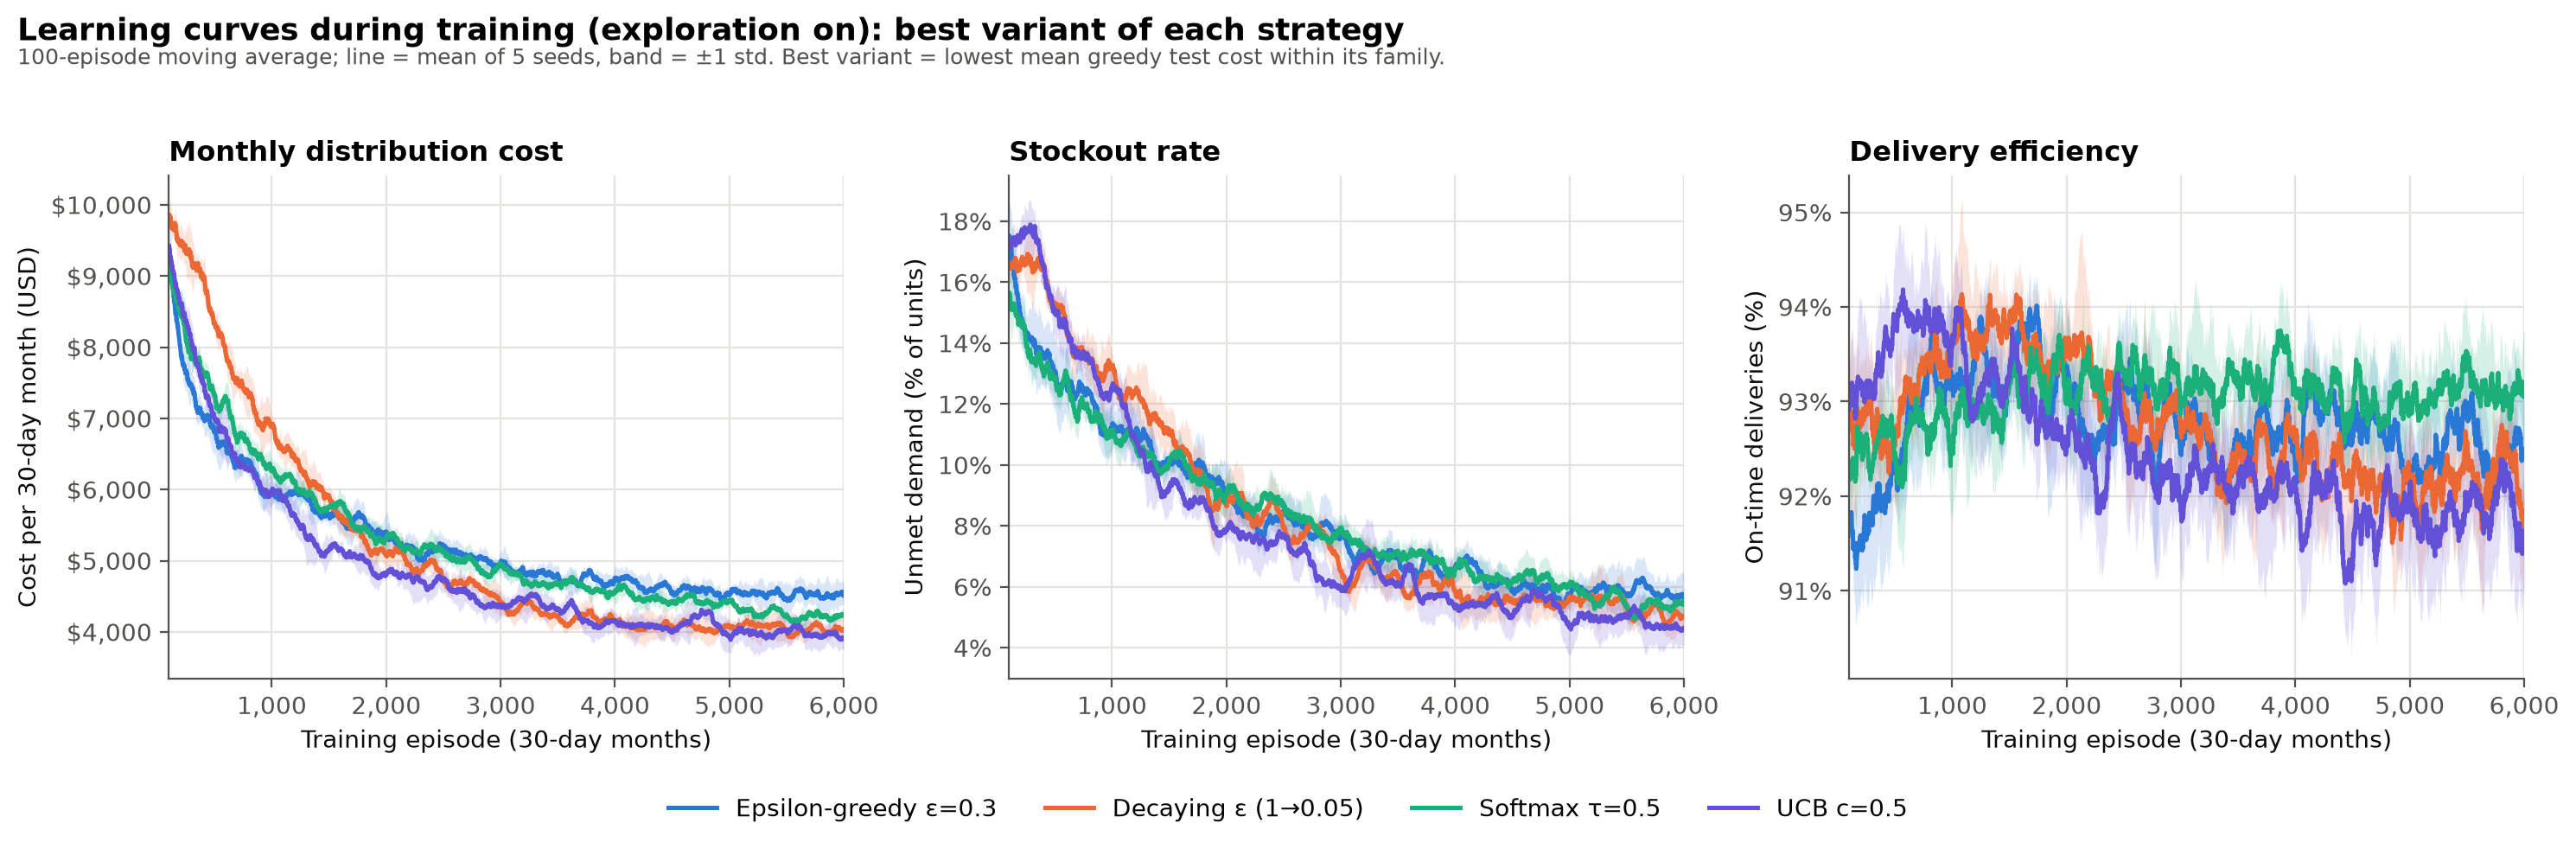 Learning curves during training (exploration on): best variant of each strategy
100-episode moving average; line = mean of 5 seeds, band = ±1 std. Best variant = lowest mean greedy test cost within its family.
Monthly distribution cost
Cost per 30-day month (USD)
$10,000
$9,000
$8,000
$7,000
$6,000
$5,000
$4,000
1,000 2,000 3,000 4,000 5,000 6,000
Training episode (30-day months)
Stockout rate
Unmet demand (% of units)
18%
16%
14%
12%
10%
8%
6%
4%
1,000 2,000 3,000 4,000 5,000 6,000
Training episode (30-day months)
Delivery efficiency
On-time deliveries (%)
95%
94%
93%
92%
91%
1,000 2,000 3,000 4,000 5,000 6,000
Training episode (30-day months)
Epsilon-greedy ε=0.3 Decaying ε (1→0.05) Softmax τ=0.5 UCB c=0.5